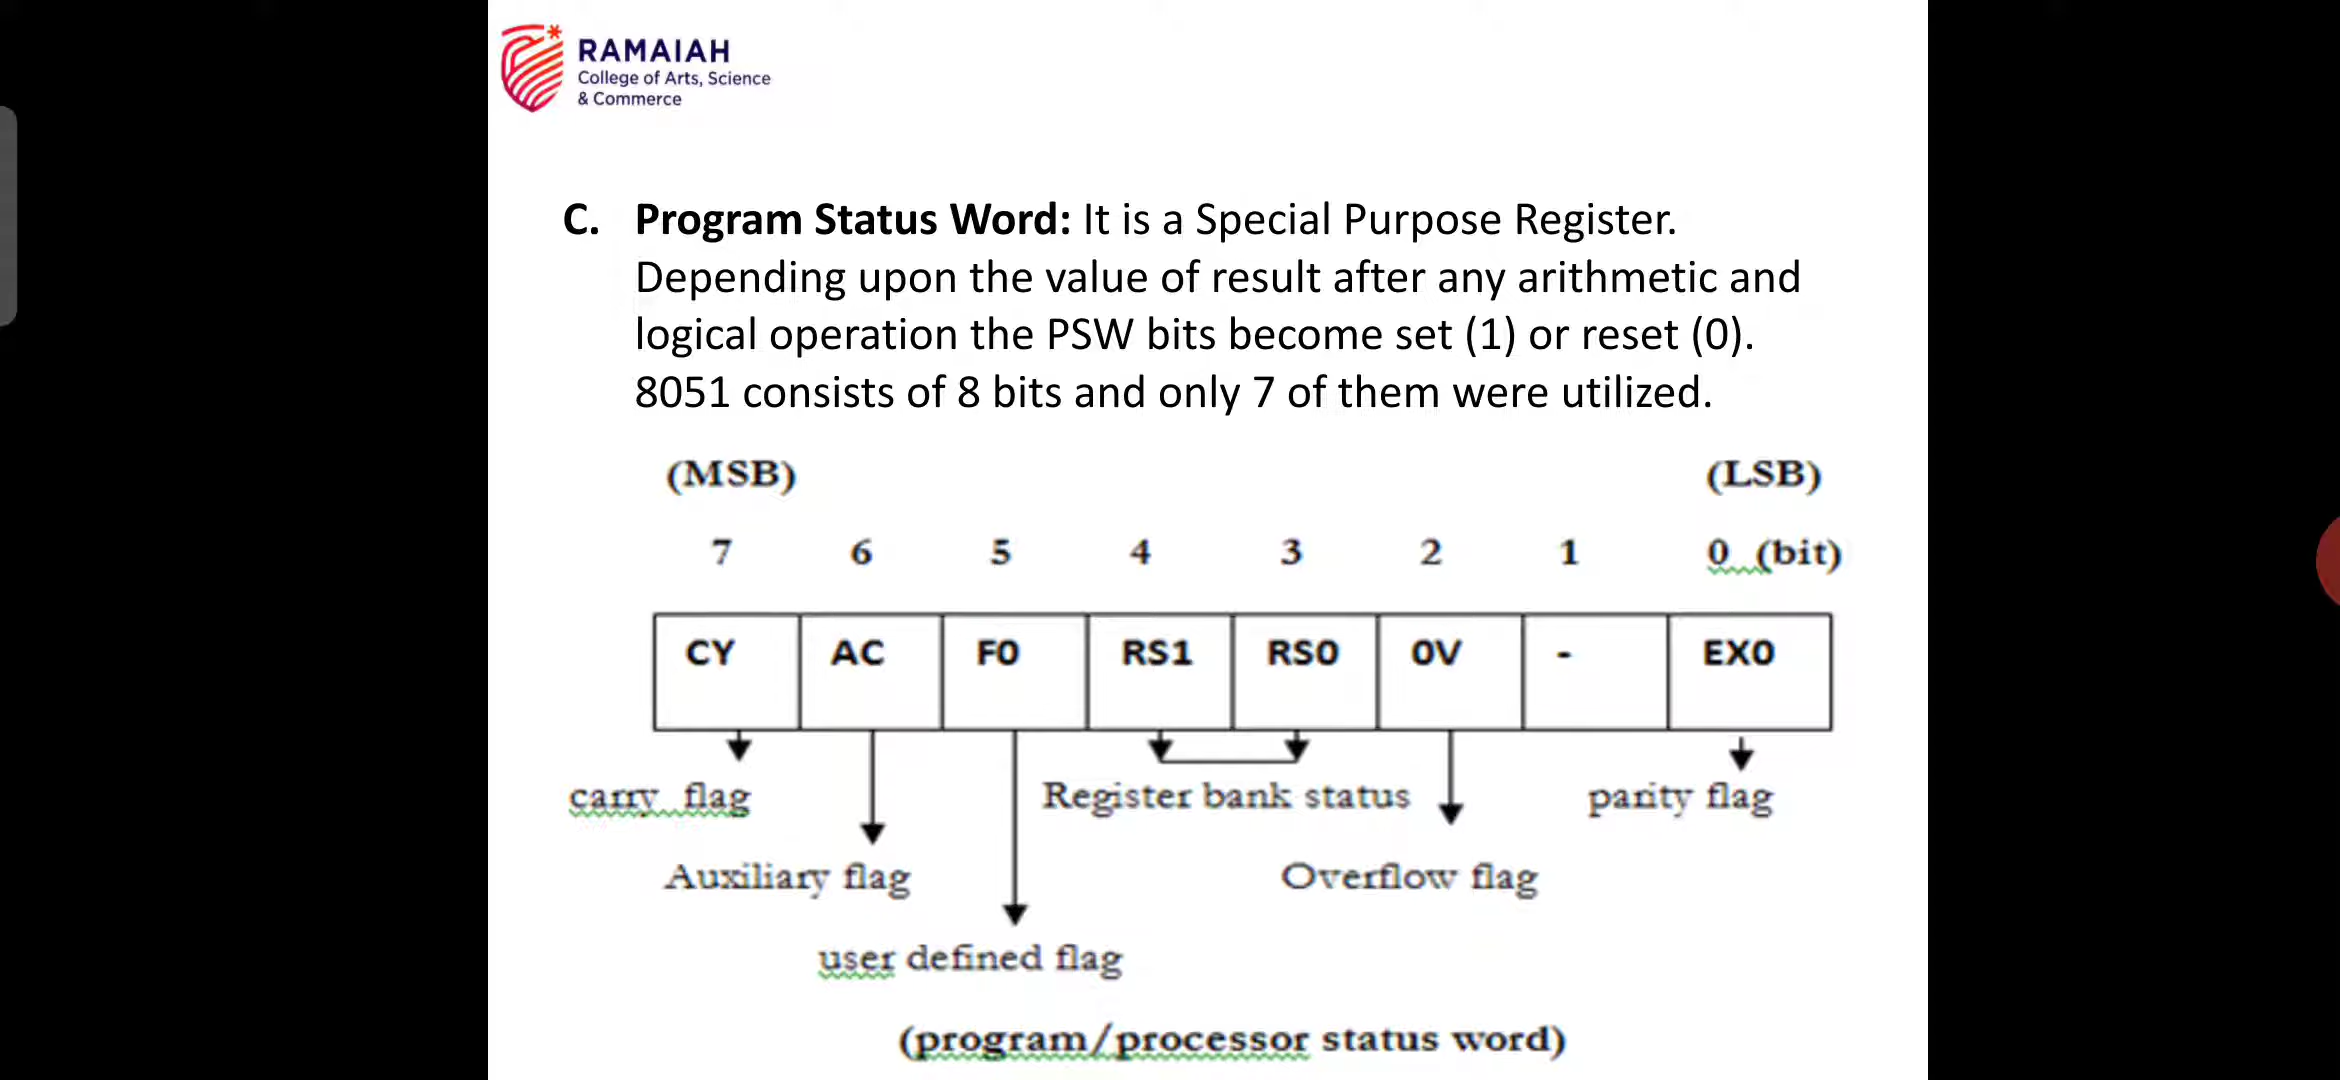 RAMAIAH
College of Arts, Science
& Commerce
C. Program Status Word: It is a Special Purpose Register.
Depending upon the value of result after any arithmetic and
logical operation the PSW bits become set (1) or reset (0).
8051 consists of 8 bits and only 7 of them were utilized.
(MSB) (LSB)
7 6 5 4 3 2 1 0 (bit)
CY AC F0 RS1 RS0 OV - EX0
carry flag Register bank status parity flag
Auxiliary flag Overflow flag
user defined flag
(program/processor status word)